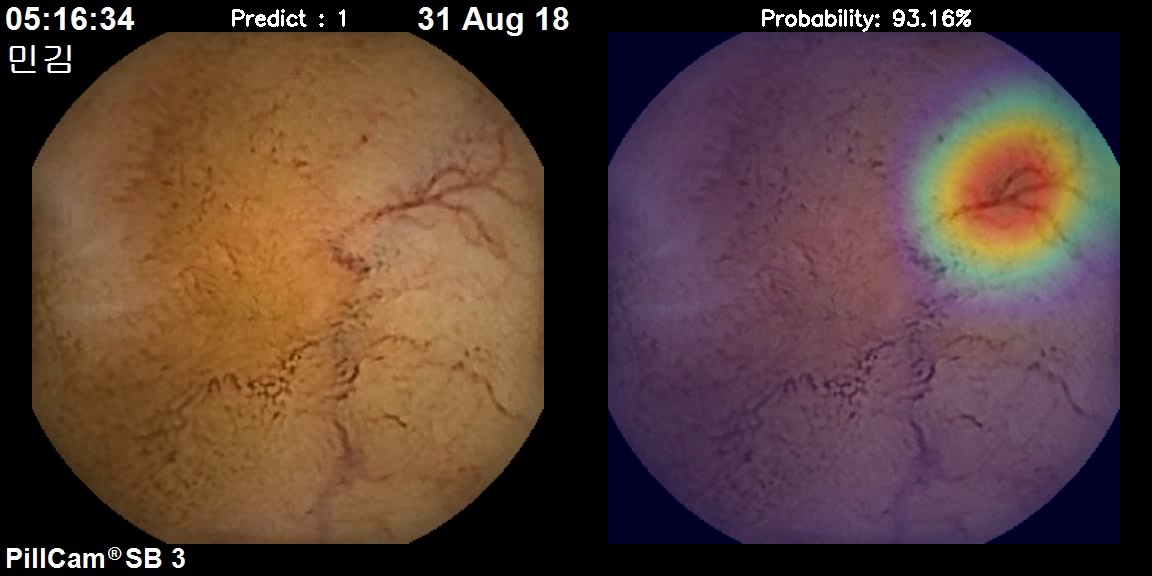 05:16:34
Predict : 1
31 Aug 18
Probability: 93.16%
민김
PillCam® SB 3